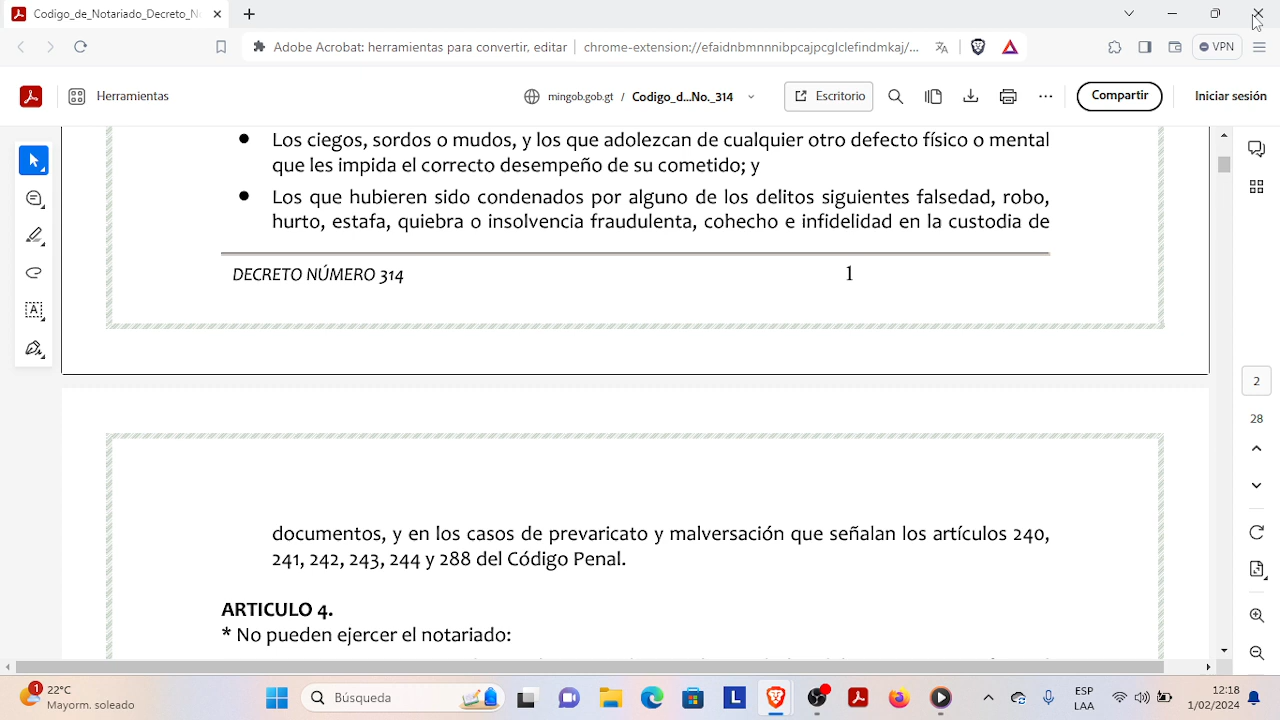 Codigo_de_Notariado_Decreto_N
Adobe Acrobat: herramientas para convertir, editar
chrome-extension://efaidnbmnnnibpcajpcglclefindmkaj/...
VPN
Herramientas
mingob.gob.gt / Codigo_d...No._314
Escritorio
Compartir
Iniciar sesión
Los ciegos, sordos o mudos, y los que adolezcan de cualquier otro defecto físico o mental
que les impida el correcto desempeño de su cometido; y
Los que hubieren sido condenados por alguno de los delitos siguientes falsedad, robo,
hurto, estafa, quiebra o insolvencia fraudulenta, cohecho e infidelidad en la custodia de
DECRETO NÚMERO 314 1
documentos, y en los casos de prevaricato y malversación que señalan los artículos 240,
241, 242, 243, 244 y 288 del Código Penal.
ARTICULO 4.
* No pueden ejercer el notariado:
2
28
1
22°C
Mayorm. soleado
Búsqueda
ESP
LAA
12:18
1/02/2024